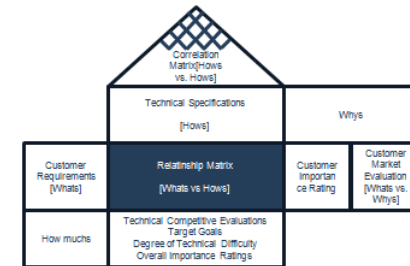 Correlation
Matrix[Hows
vs. Hows]
Technical Specifications
[Hows]
Whys
Customer
Requirements
[Whats]
Relatinship Matrix
[Whats vs Hows]
Customer
Importan
ce Rating
Customer
Market
Evaluation
[Whats vs.
Whys]
How muchs
Technical Competitive Evaluations
Target Goals
Degree of Technical Difficulty
Overall Importance Ratings